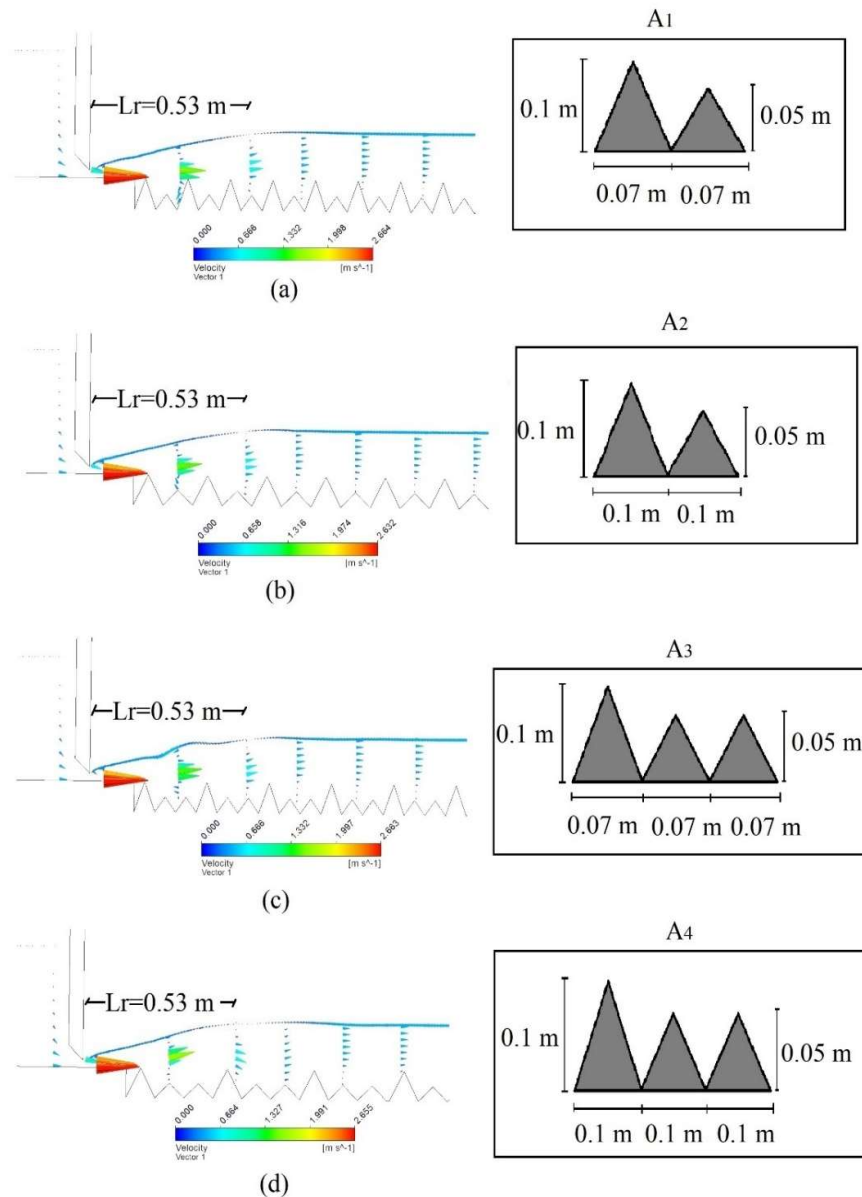 A1
Lr=0.53 m
0.1 m
0.05 m
0.07 m 0.07 m
0.000
0.666
1.332
1.998
2.664
Velocity
Vector 1
[m s^-1]
(a)
A2
Lr=0.53 m
0.1 m
0.05 m
0.1 m 0.1 m
0.000
0.658
1.316
1.974
2.632
Velocity
Vector 1
[m s^-1]
(b)
A3
Lr=0.53 m
0.1 m
0.05 m
0.07 m 0.07 m 0.07 m
0.000
0.666
1.332
1.997
2.663
Velocity
Vector 1
[m s^-1]
(c)
A4
Lr=0.53 m
0.1 m
0.05 m
0.1 m 0.1 m 0.1 m
0.000
0.664
1.327
1.991
2.655
Velocity
Vector 1
[m s^-1]
(d)